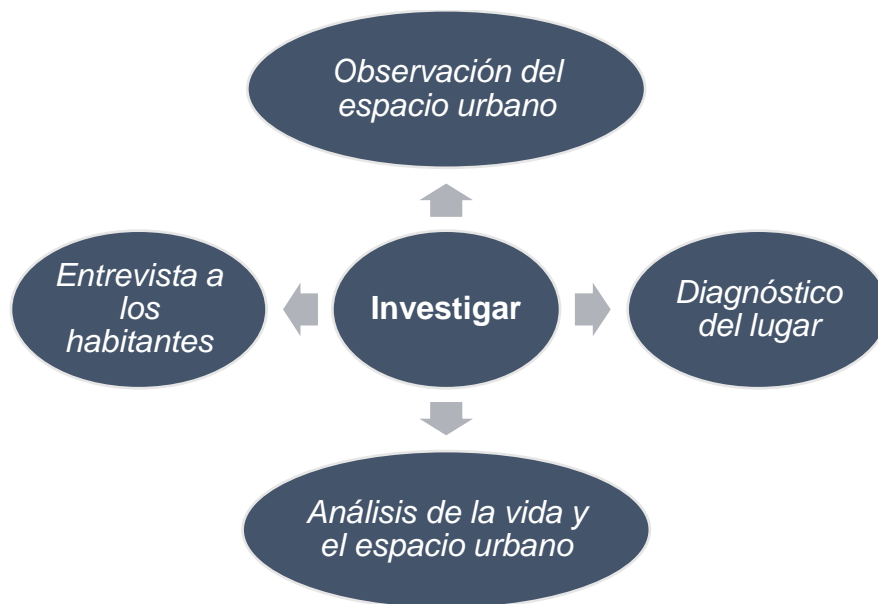 Observación del
espacio urbano
Entrevista a
los
habitantes
Investigar
Diagnóstico
del lugar
Análisis de la vida y
el espacio urbano